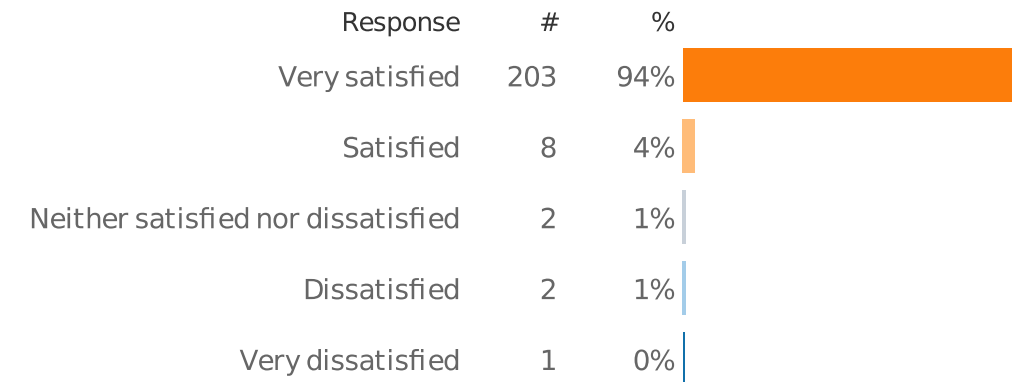 Response # %
Very satisfied 203 94%
Satisfied 8 4%
Neither satisfied nor dissatisfied 2 1%
Dissatisfied 2 1%
Very dissatisfied 1 0%